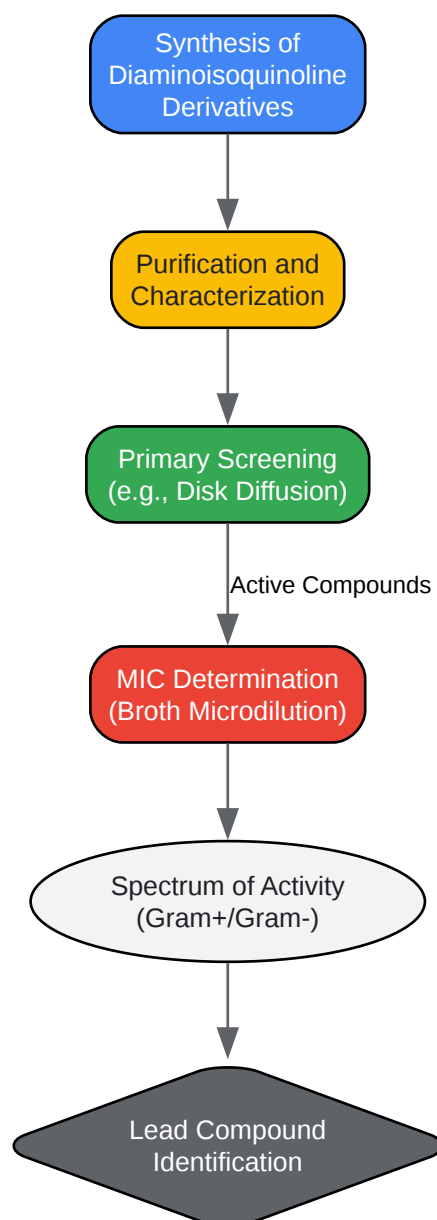 Synthesis of
Diaminoisoquinoline
Derivatives
Purification and
Characterization
Primary Screening
(e.g., Disk Diffusion)
Active Compounds
MIC Determination
(Broth Microdilution)
Spectrum of Activity
(Gram+/Gram-)
Lead Compound
Identification